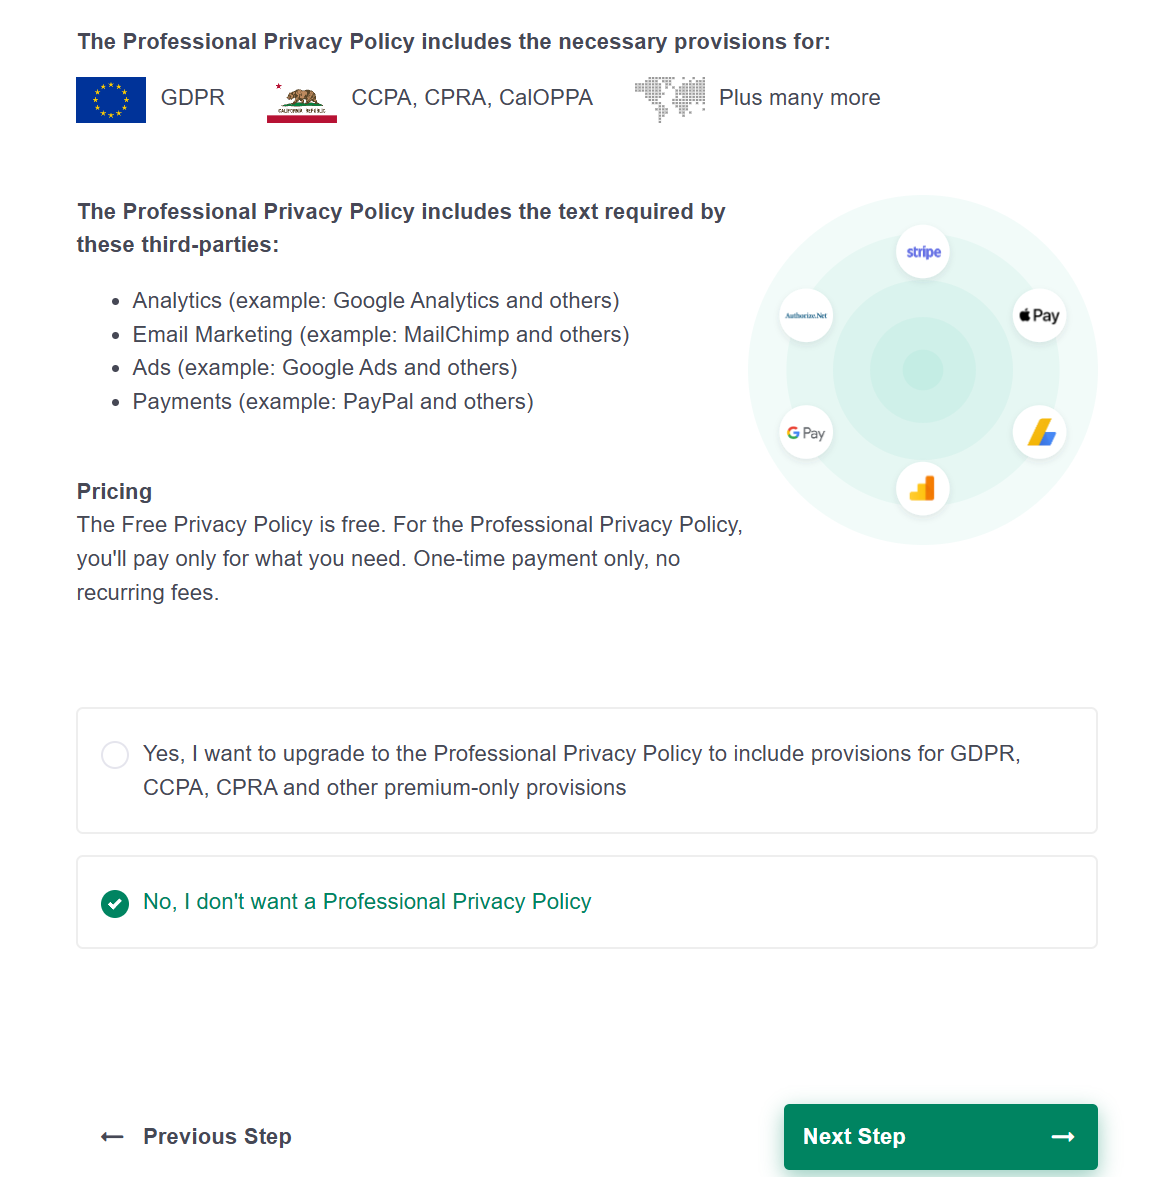 The Professional Privacy Policy includes the necessary provisions for:
GDPR
CALIFORNIA REPUBLIC
CCPA, CPRA, CalOPPA
Plus many more
The Professional Privacy Policy includes the text required by
these third-parties:
Analytics (example: Google Analytics and others)
Email Marketing (example: MailChimp and others)
Ads (example: Google Ads and others)
Payments (example: PayPal and others)
stripe
Authorize.Net
Pay
G Pay
Pricing
The Free Privacy Policy is free. For the Professional Privacy Policy,
you'll pay only for what you need. One-time payment only, no
recurring fees.
Yes, I want to upgrade to the Professional Privacy Policy to include provisions for GDPR,
CCPA, CPRA and other premium-only provisions
No, I don't want a Professional Privacy Policy
Previous Step
Next Step